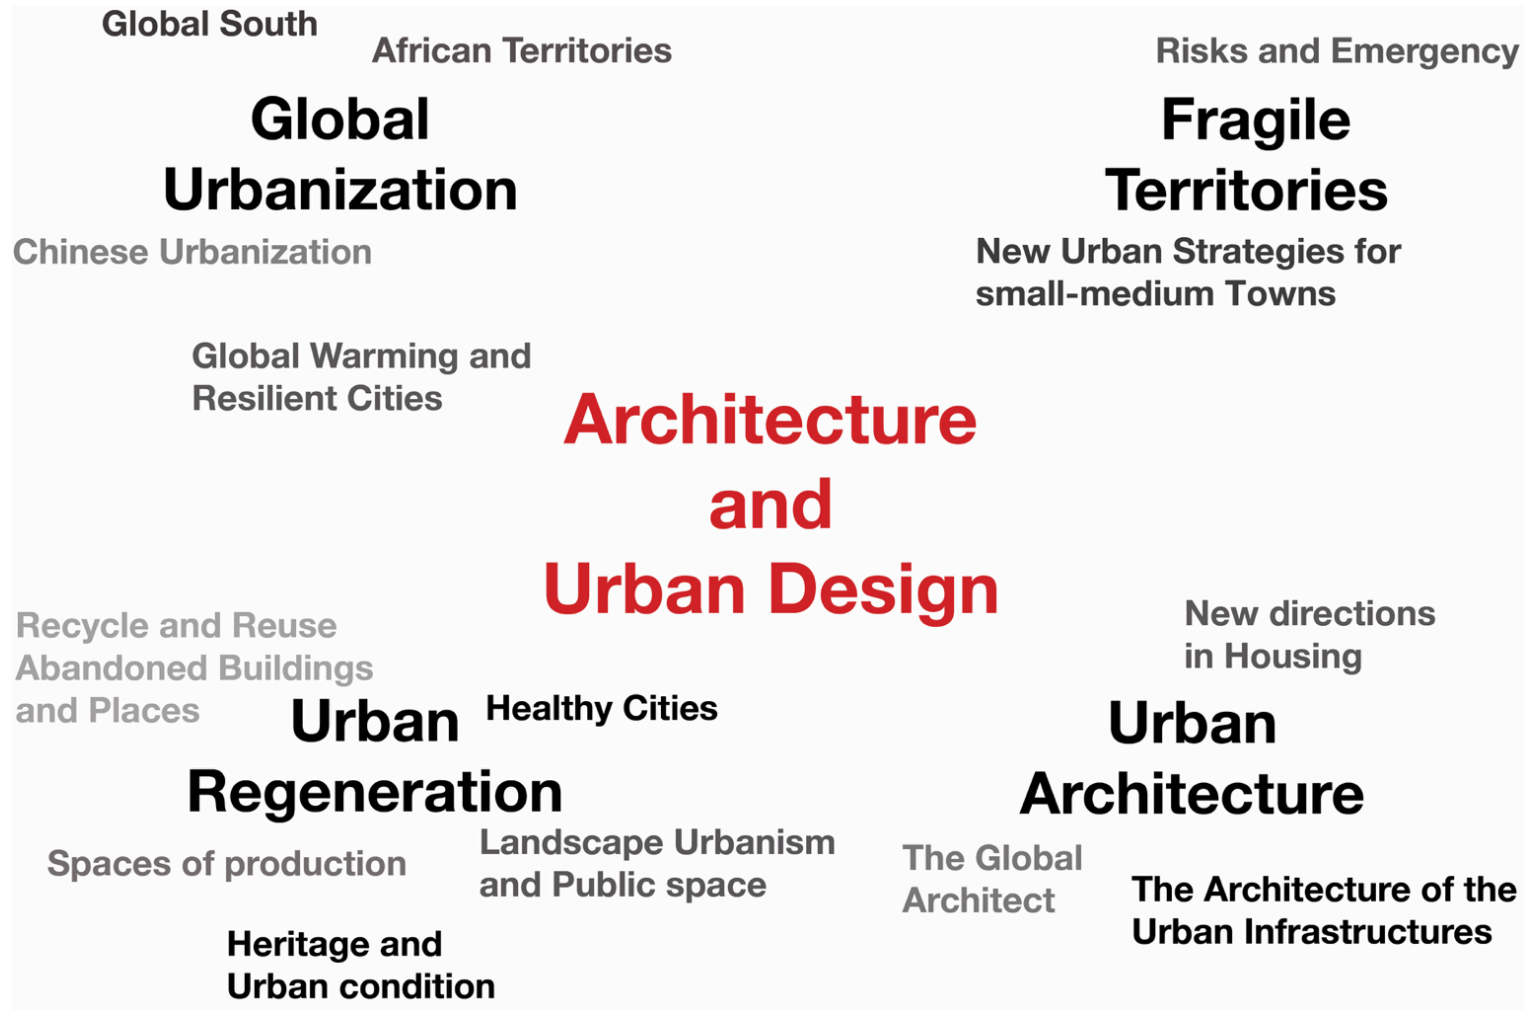 Global South
African Territories
Risks and Emergency
Global
Urbanization
Fragile
Territories
Chinese Urbanization
New Urban Strategies for
small-medium Towns
Global Warming and
Resilient Cities
Architecture
and
Urban Design
Recycle and Reuse
Abandoned Buildings
and Places
New directions
in Housing
Urban
Regeneration
Healthy Cities
Urban
Architecture
Spaces of production
Landscape Urbanism
and Public space
The Global
Architect
The Architecture of the
Urban Infrastructures
Heritage and
Urban condition